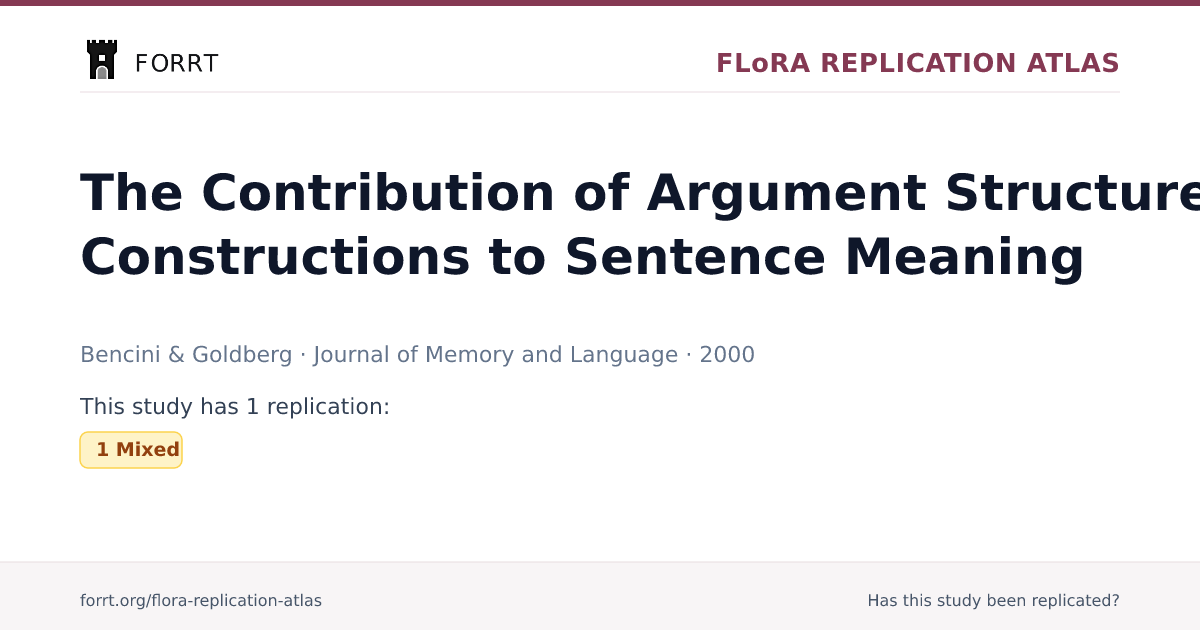 FORRT
FLoRA REPLICATION ATLAS
The Contribution of Argument Structure
Constructions to Sentence Meaning
Bencini & Goldberg · Journal of Memory and Language · 2000
This study has 1 replication:
1 Mixed
forrt.org/flora-replication-atlas
Has this study been replicated?